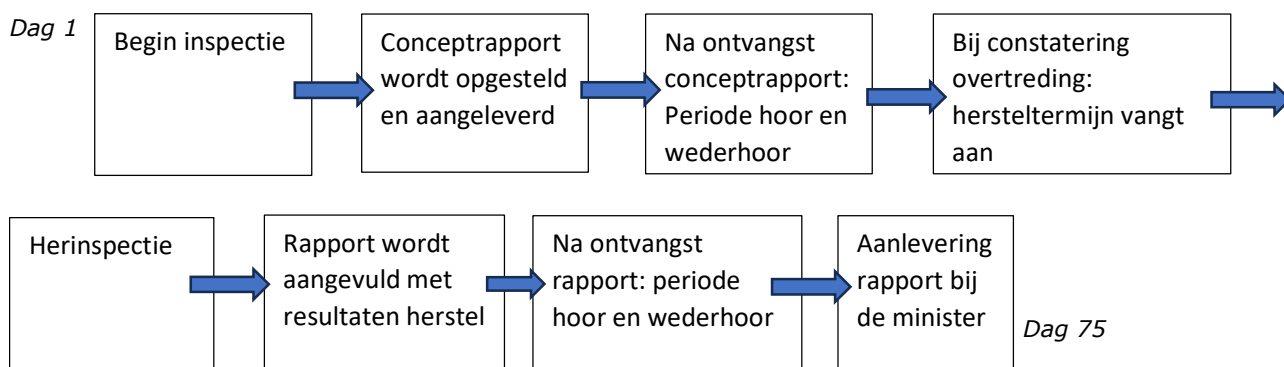 Dag 1
Begin inspectie
Conceptrapport
wordt opgesteld
en aangeleverd
Na ontvangst
conceptrapport:
Periode hoor en
wederhoor
Bij constatering
overtreding:
hersteltermijn vangt
aan
Herinspectie
Rapport wordt
aangevuld met
resultaten herstel
Na ontvangst
rapport: periode
hoor en wederhoor
Aanlevering
rapport bij
de minister
Dag 75